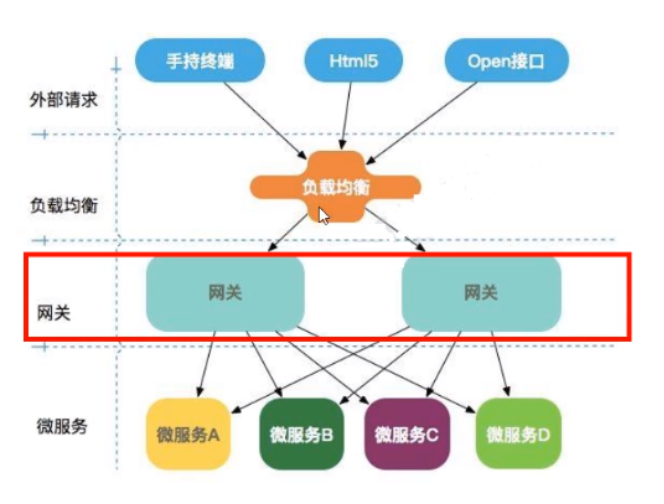 手持终端
Html5
Open接口
外部请求
负载均衡
负载均衡
网关
网关
网关
微服务
微服务A
微服务B
微服务C
微服务D